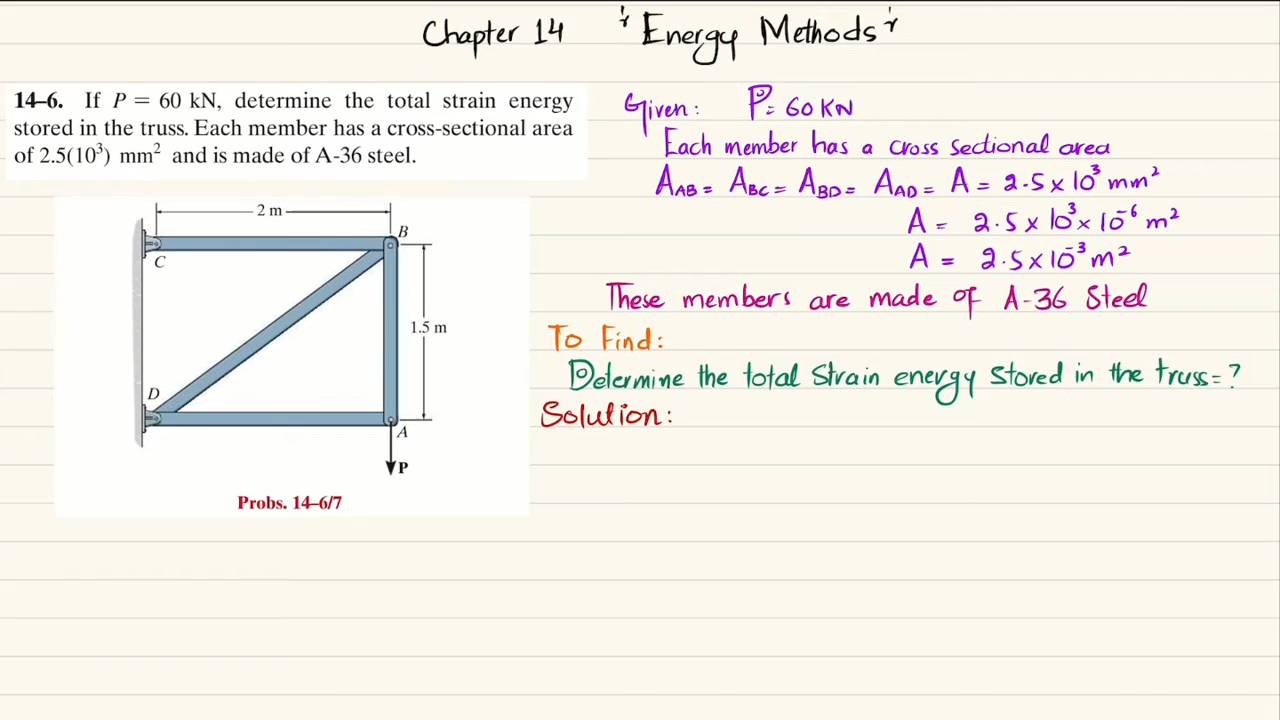 Chapter 14 "Energy Methods"
14–6. If P = 60 kN, determine the total strain energy
stored in the truss. Each member has a cross-sectional area
of 2.5(10³) mm² and is made of A-36 steel.
2 m
B
C
1.5 m
D
A
P
Probs. 14–6/7
Given: P = 60 KN
Each member has a cross sectional area
A_AB = A_BC = A_BD = A_AD = A = 2.5 × 10³ mm²
A = 2.5 × 10³ × 10⁻⁶ m²
A = 2.5 × 10⁻³ m²
These members are made of A-36 Steel
To Find:
Determine the total strain energy stored in the truss = ?
Solution: